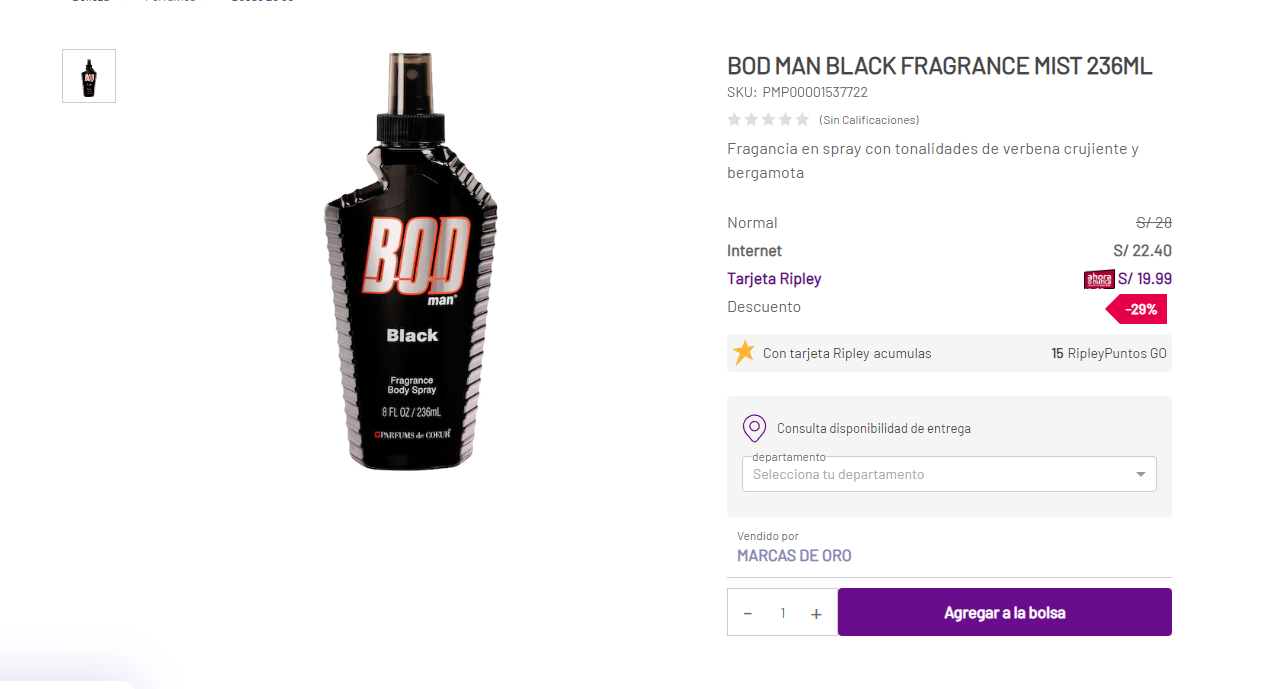 BOD MAN BLACK FRAGRANCE MIST 236ML
SKU: PMP00001537722
(Sin Calificaciones)
Fragancia en spray con tonalidades de verbena crujiente y
bergamota
Normal S/ 28
Internet S/ 22.40
Tarjeta Ripley ahora o nunca S/ 19.99
Descuento -29%
Con tarjeta Ripley acumulas 15 RipleyPuntos GO
Consulta disponibilidad de entrega
departamento
Selecciona tu departamento
Vendido por
MARCAS DE ORO
- 1 + Agregar a la bolsa
BOD
man®
Black
Fragrance
Body Spray
8 FL OZ / 236mL
PARFUMS de COEUR